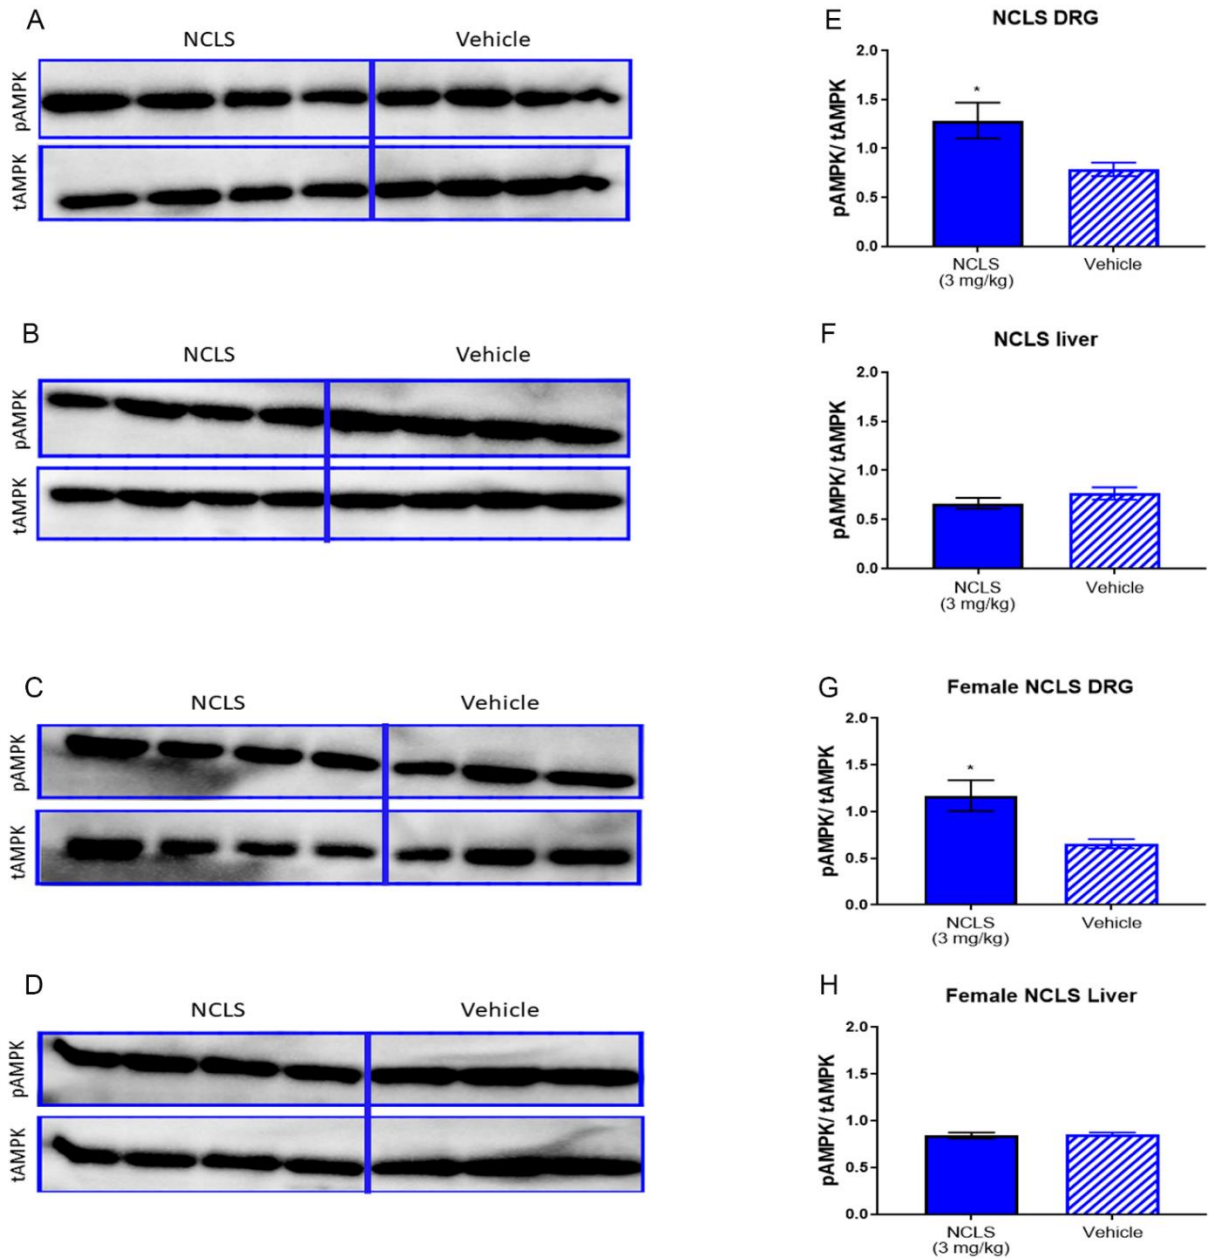 A
NCLS Vehicle
pAMPK
tAMPK
E
NCLS DRG
pAMPK/ tAMPK
2.0
1.5
1.0
0.5
0.0
*
NCLS
(3 mg/kg)
Vehicle
B
NCLS Vehicle
pAMPK
tAMPK
F
NCLS liver
pAMPK/ tAMPK
2.0
1.5
1.0
0.5
0.0
NCLS
(3 mg/kg)
Vehicle
C
NCLS Vehicle
pAMPK
tAMPK
G
Female NCLS DRG
pAMPK/ tAMPK
2.0
1.5
1.0
0.5
0.0
*
NCLS
(3 mg/kg)
Vehicle
D
NCLS Vehicle
pAMPK
tAMPK
H
Female NCLS Liver
pAMPK/ tAMPK
2.0
1.5
1.0
0.5
0.0
NCLS
(3 mg/kg)
Vehicle